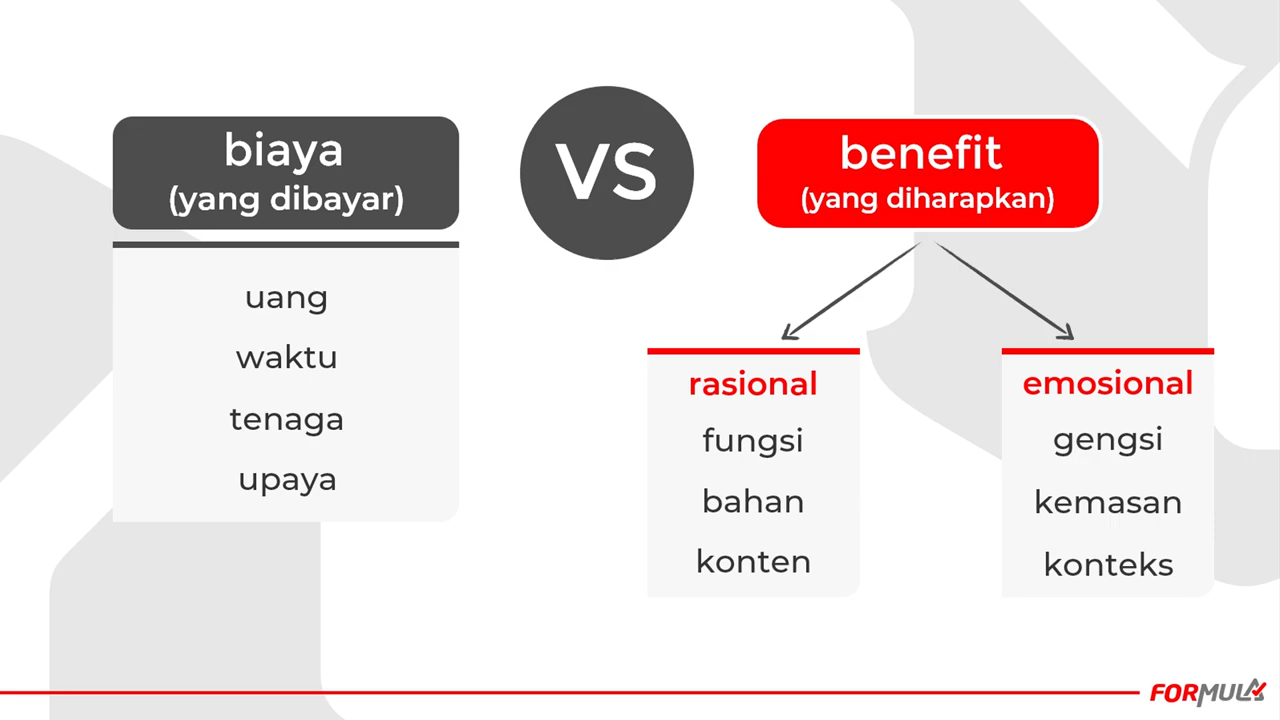 biaya
(yang dibayar)
uang
waktu
tenaga
upaya
VS
benefit
(yang diharapkan)
rasional
fungsi
bahan
konten
emosional
gengsi
kemasan
konteks
FORMULA